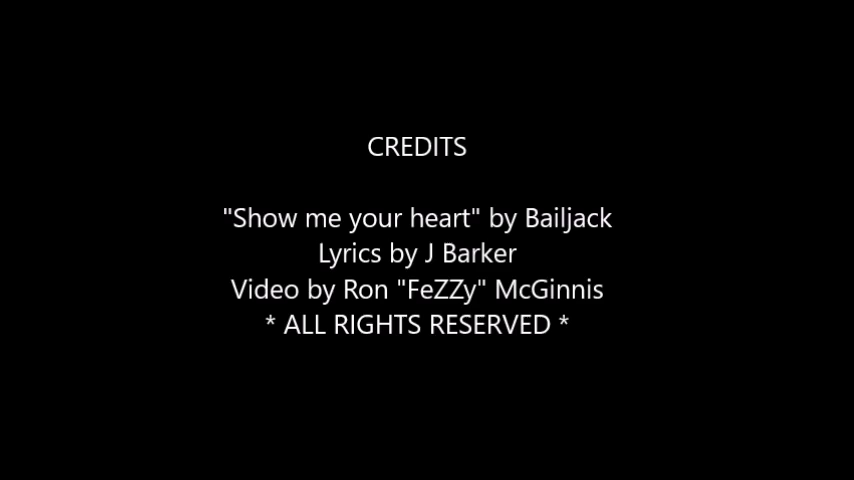 CREDITS
"Show me your heart" by Bailjack
Lyrics by J Barker
Video by Ron "FeZZy" McGinnis
* ALL RIGHTS RESERVED *